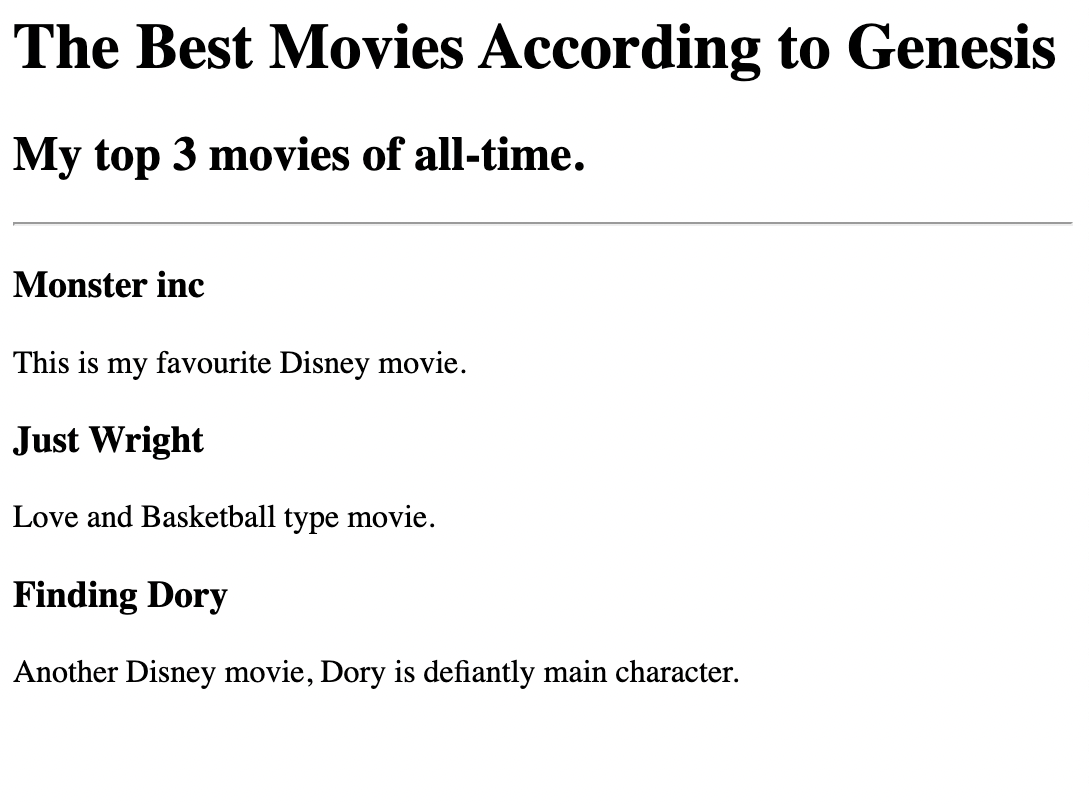 The Best Movies According to Genesis
My top 3 movies of all-time.
Monster inc
This is my favourite Disney movie.
Just Wright
Love and Basketball type movie.
Finding Dory
Another Disney movie, Dory is defiantly main character.